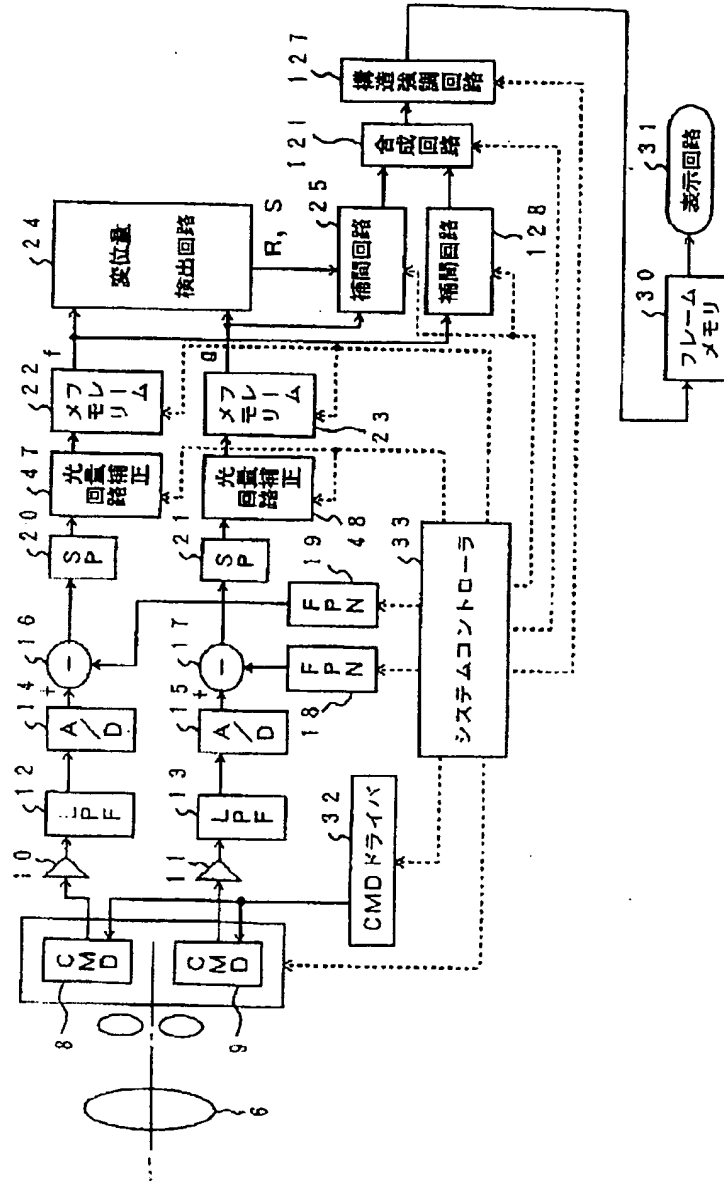 6
8
CMD
9
CMD
10
11
12
LPF
13
LPF
14
A/D
+
15
A/D
+
16
−
17
−
18
FPN
19
FPN
20
SP
21
SP
47
光量補正回路
48
光量補正回路
22
フレームメモリ
23
フレームメモリ
f
g
24
変位量
検出回路
R, S
25
補間回路
128
補間回路
121
合成回路
127
構造強調回路
32
CMDドライバ
33
システムコントローラ
30
フレーム
メモリ
31
表示回路